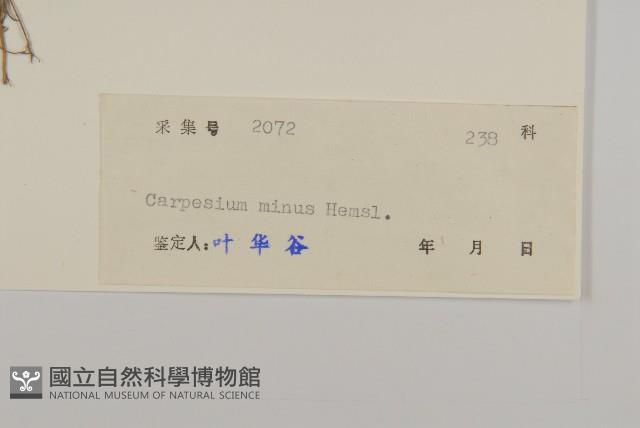 采集号 2072 238 科
Carpesium minus Hemsl.
鉴定人:叶华谷 年 月 日
國立自然科學博物館
NATIONAL MUSEUM OF NATURAL SCIENCE